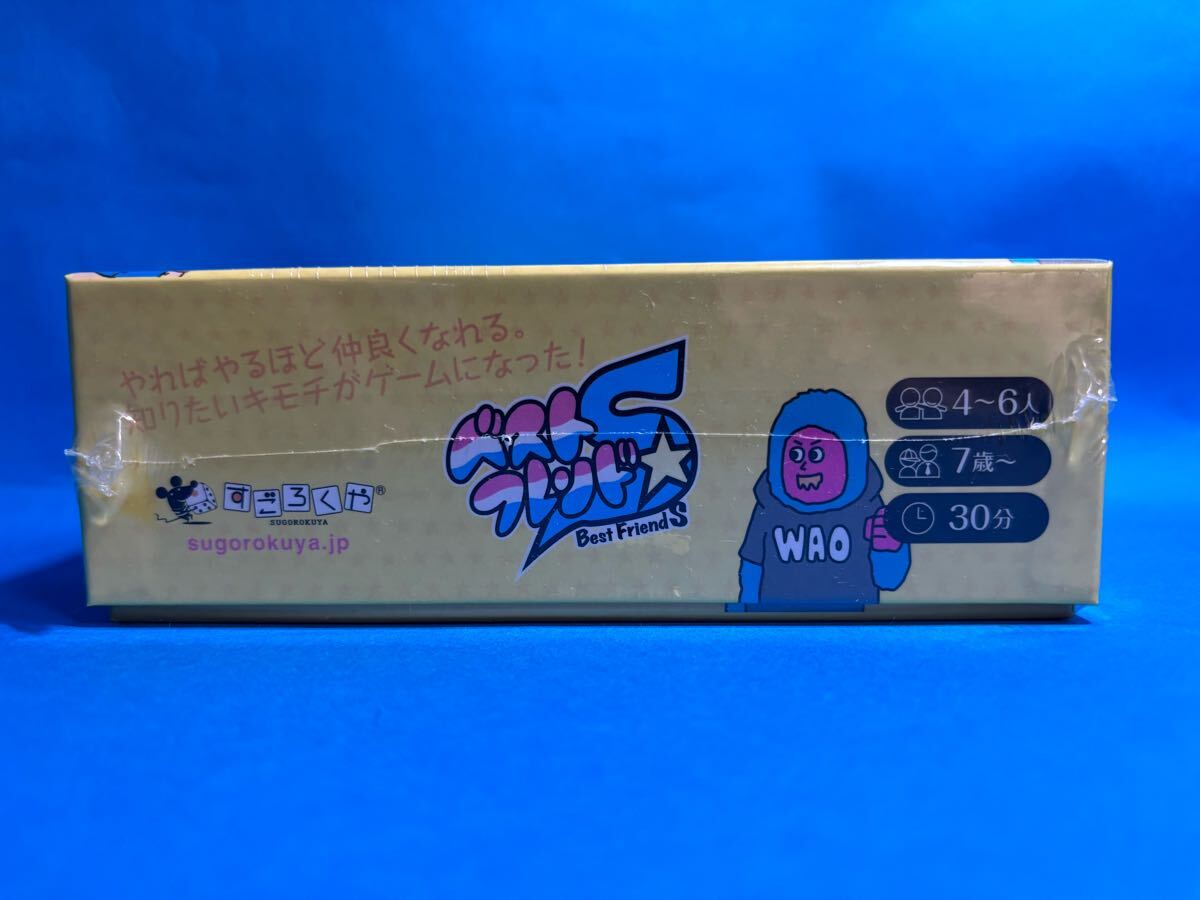 やればやるほど仲良くなれる。
知りたいキモチがゲームになった！
すごろくや®
SUGOROKUYA
sugorokuya.jp
ベストフレンドS
Best FriendS
WAO
4〜6人
7歳〜
30分